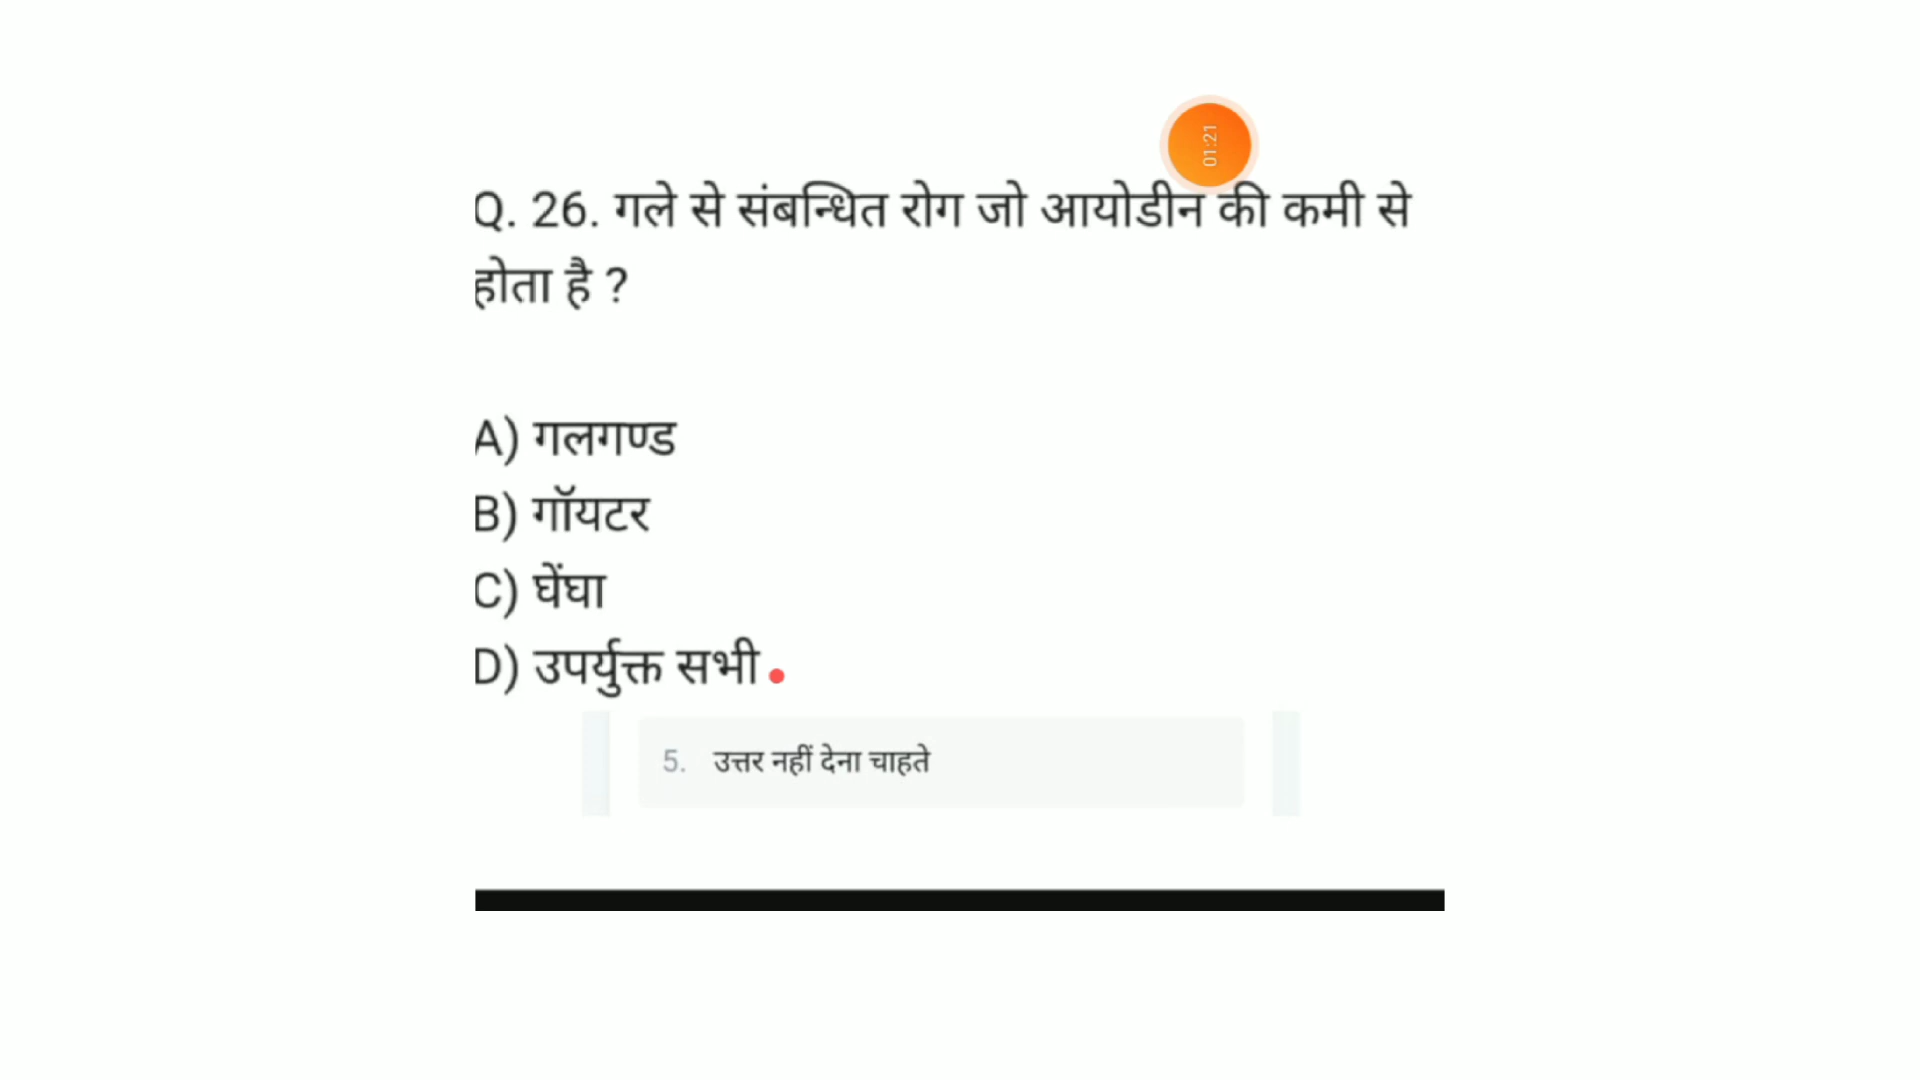 01:21
Q. 26. गले से संबन्धित रोग जो आयोडीन की कमी से
होता है ?
A) गलगण्ड
B) गॉयटर
C) घेंघा
D) उपर्युक्त सभी
5. उत्तर नहीं देना चाहते